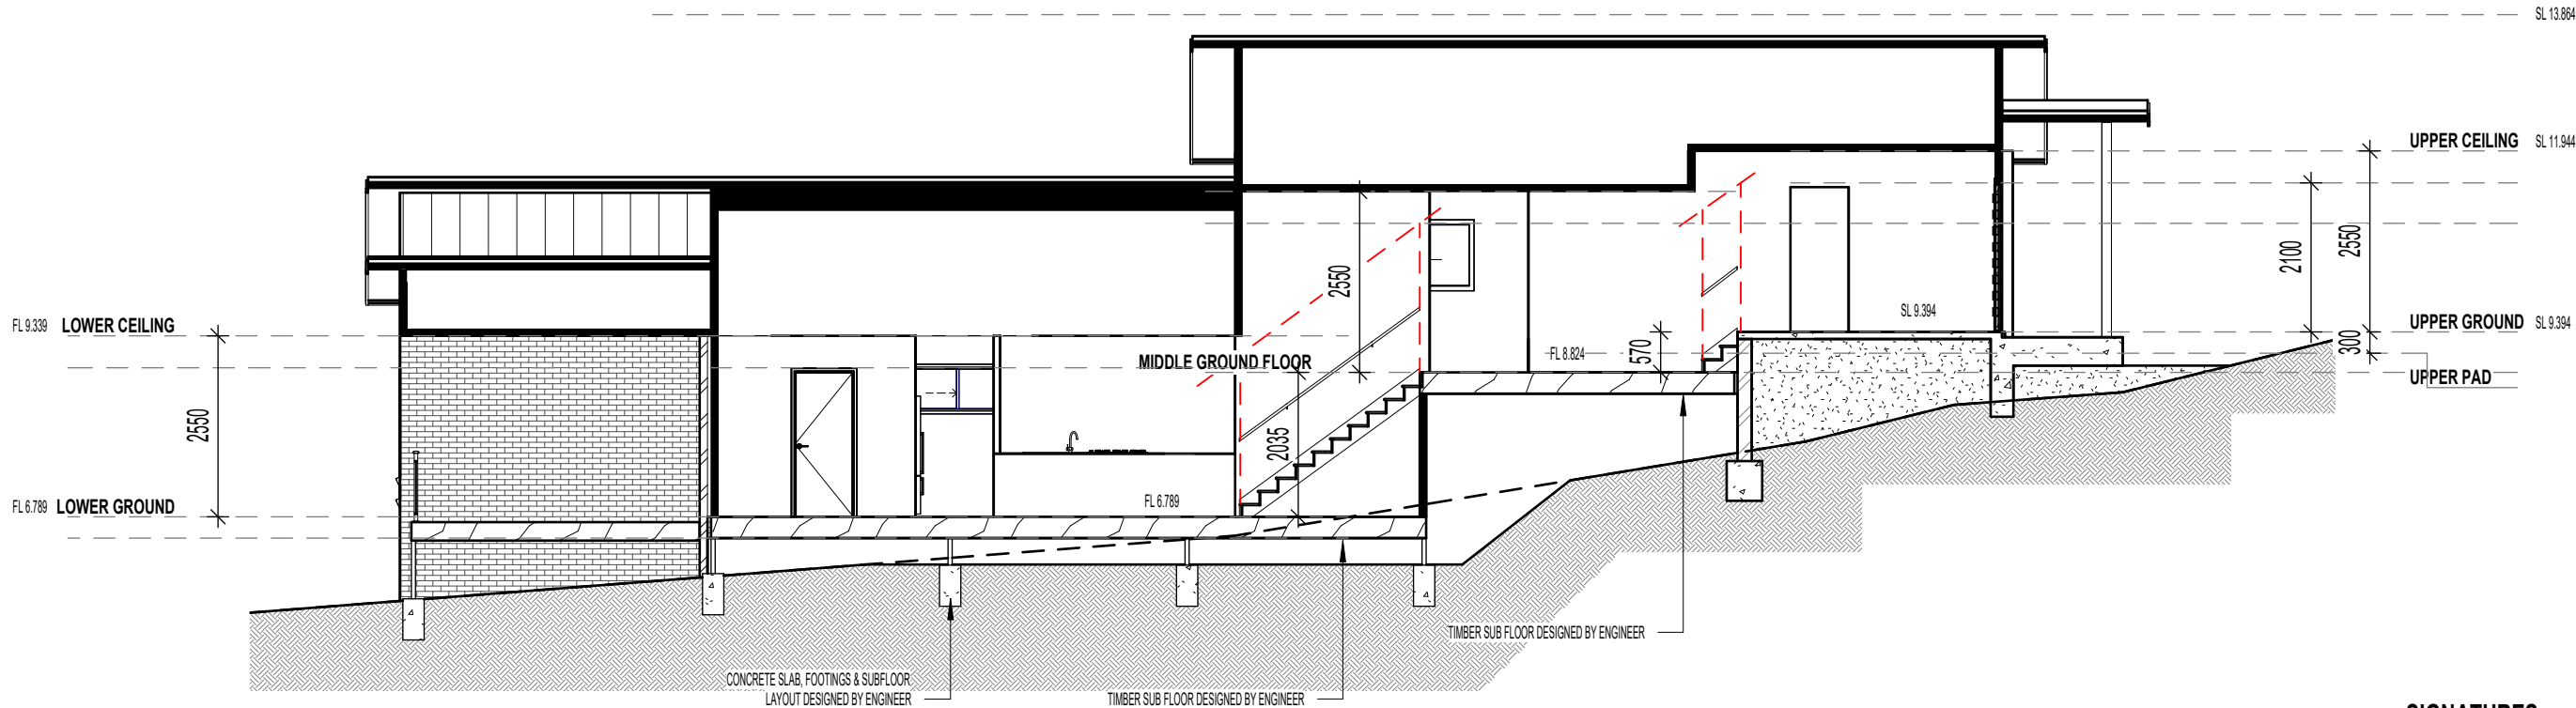 SL 13.864
UPPER CEILING SL 11.944
2550
2100
2550
FL 9.339 LOWER CEILING
SL 9.394
UPPER GROUND SL 9.394
300
MIDDLE GROUND FLOOR
FL 8.824
570
UPPER PAD
2550
2035
FL 6.789
FL 6.789 LOWER GROUND
TIMBER SUB FLOOR DESIGNED BY ENGINEER
CONCRETE SLAB, FOOTINGS & SUBFLOOR
LAYOUT DESIGNED BY ENGINEER
TIMBER SUB FLOOR DESIGNED BY ENGINEER
SIGNATURES